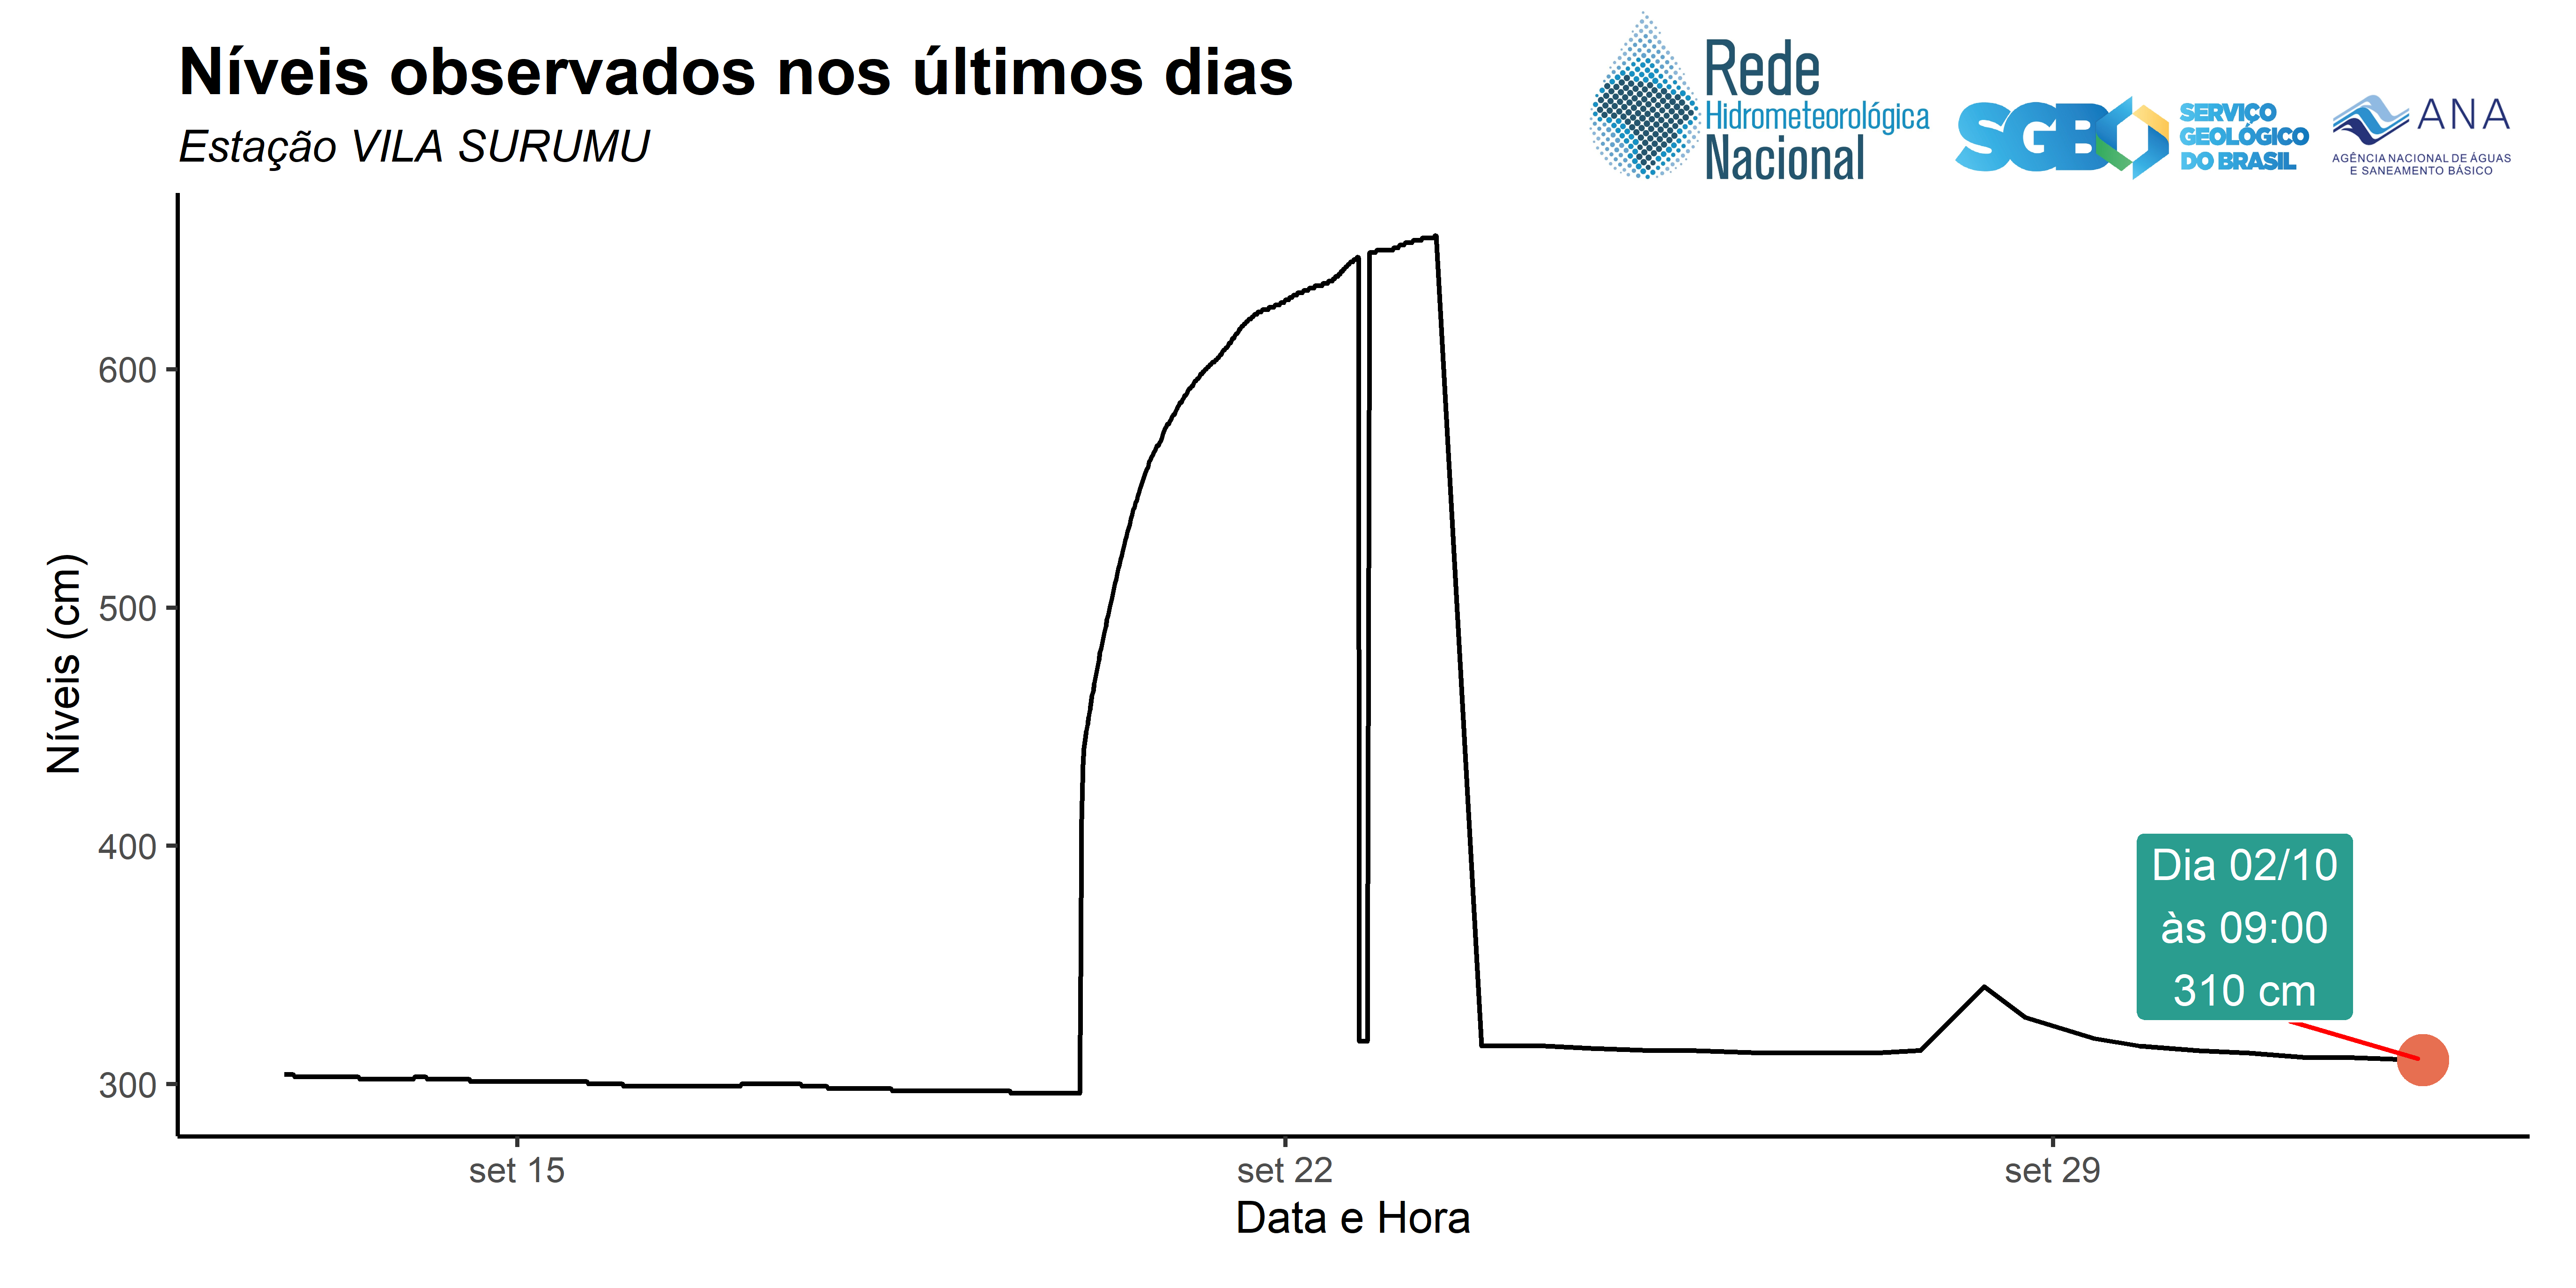 Níveis observados nos últimos dias
Estação VILA SURUMU
Rede
Hidrometeorológica
Nacional
SGB
SERVIÇO
GEOLÓGICO
DO BRASIL
ANA
AGÊNCIA NACIONAL DE ÁGUAS
E SANEAMENTO BÁSICO
Níveis (cm)
600
500
400
300
Dia 02/10
às 09:00
310 cm
set 15
set 22
set 29
Data e Hora